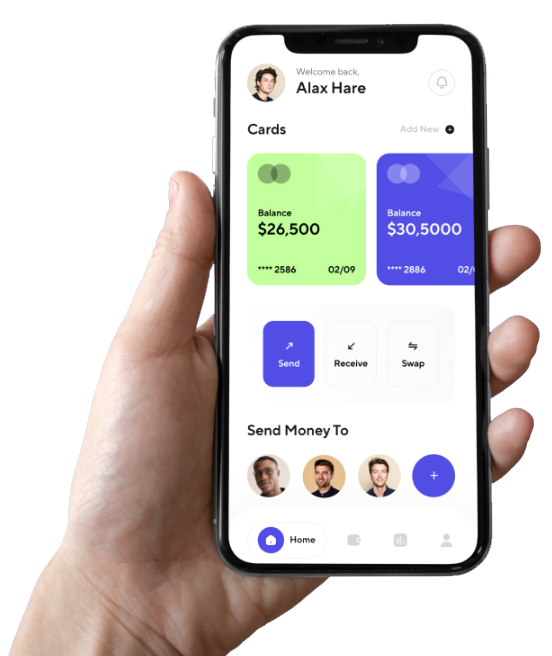 Welcome back,
Alax Hare
Cards
Add New
Balance
$26,500
**** 2586 02/09
Balance
$30,5000
**** 2886 02/
Send
Receive
Swap
Send Money To
Home